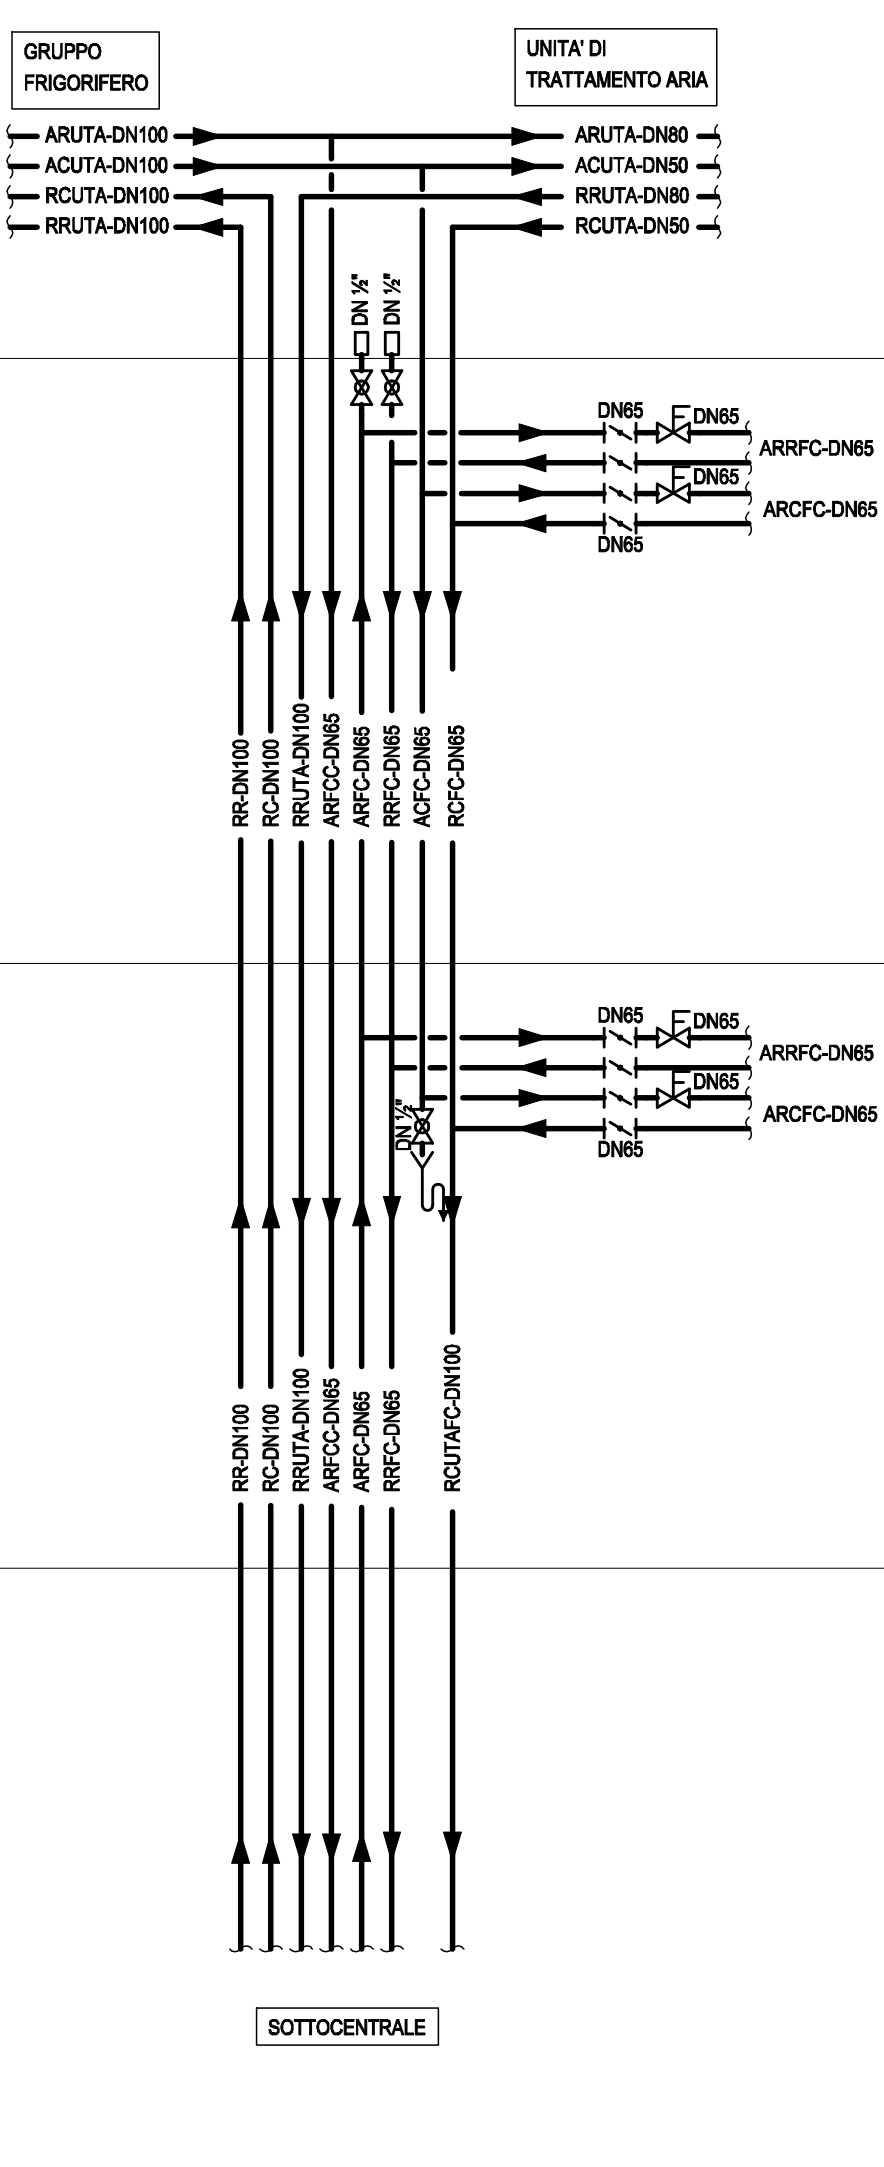 GRUPPO
FRIGORIFERO
UNITA' DI
TRATTAMENTO ARIA
ARUTA-DN100
ARUTA-DN80
ACUTA-DN100
ACUTA-DN50
RCUTA-DN100
RRUTA-DN80
RRUTA-DN100
RCUTA-DN50
DN ½"
DN ½"
DN65
DN65
ARRFC-DN65
DN65
ARCFC-DN65
DN65
RR-DN100
RC-DN100
RRUTA-DN100
ARFCC-DN65
ARFC-DN65
RRFC-DN65
ACFC-DN65
RCFC-DN65
DN65
DN65
ARRFC-DN65
DN65
ARCFC-DN65
DN ½"
DN65
RR-DN100
RC-DN100
RRUTA-DN100
ARFCC-DN65
ARFC-DN65
RRFC-DN65
RCUTAFC-DN100
SOTTOCENTRALE